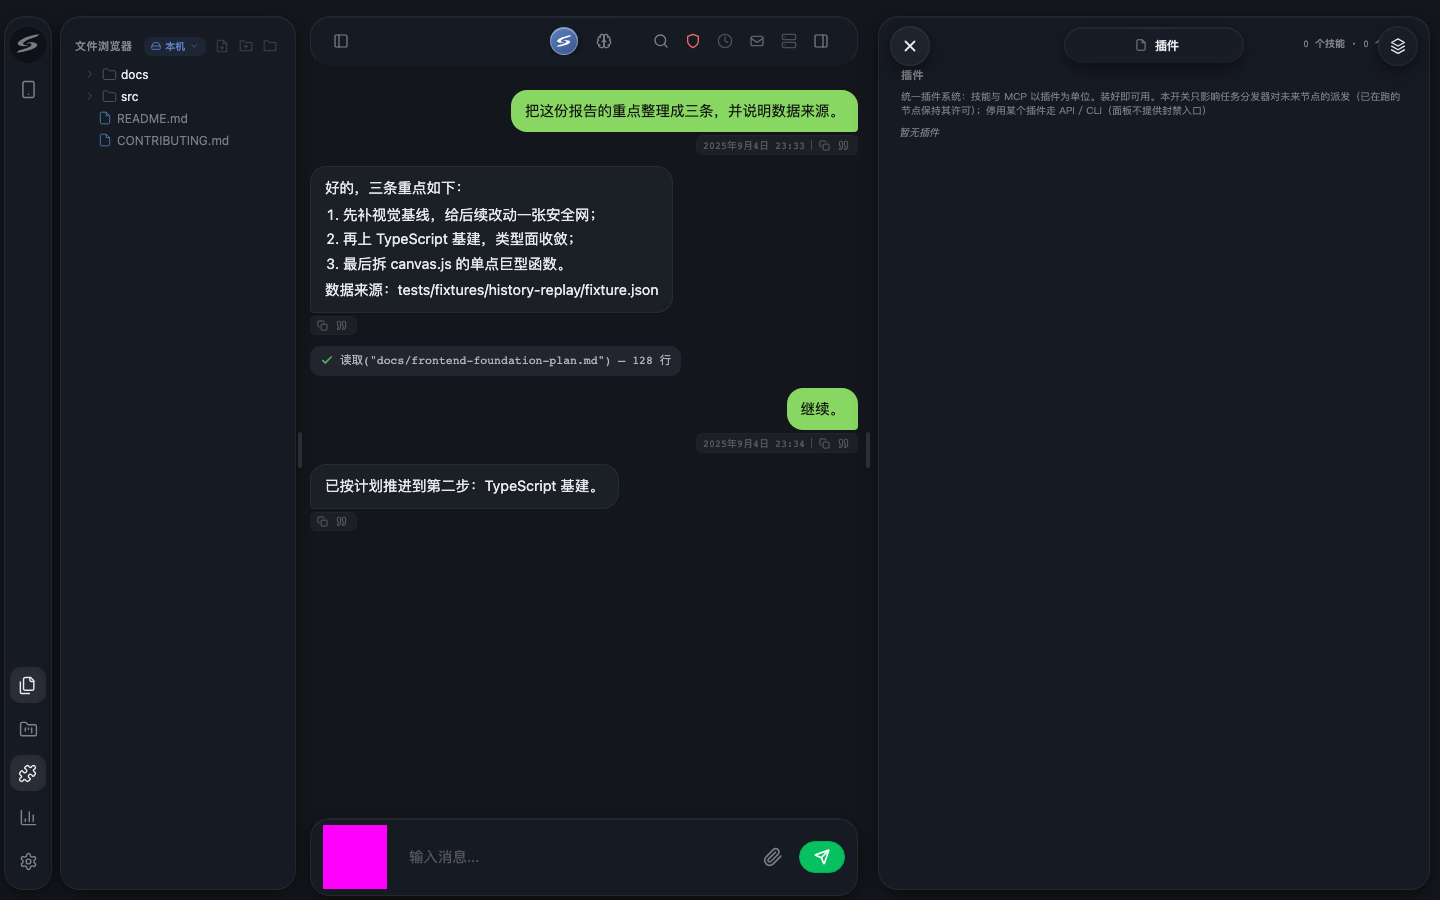 文件浏览器
本机
docs
src
README.md
CONTRIBUTING.md
把这份报告的重点整理成三条，并说明数据来源。
2025年9月4日 23:33
好的，三条重点如下：
1. 先补视觉基线，给后续改动一张安全网；
2. 再上 TypeScript 基建，类型面收敛；
3. 最后拆 canvas.js 的单点巨型函数。
数据来源：tests/fixtures/history-replay/fixture.json
读取("docs/frontend-foundation-plan.md") — 128 行
继续。
2025年9月4日 23:34
已按计划推进到第二步：TypeScript 基建。
输入消息...
插件
0 个技能 · 0
插件
统一插件系统：技能与 MCP 以插件为单位。装好即可用。本开关只影响任务分发器对未来节点的派发（已在跑的
节点保持其许可）；停用某个插件走 API / CLI（面板不提供封禁入口）
暂无插件